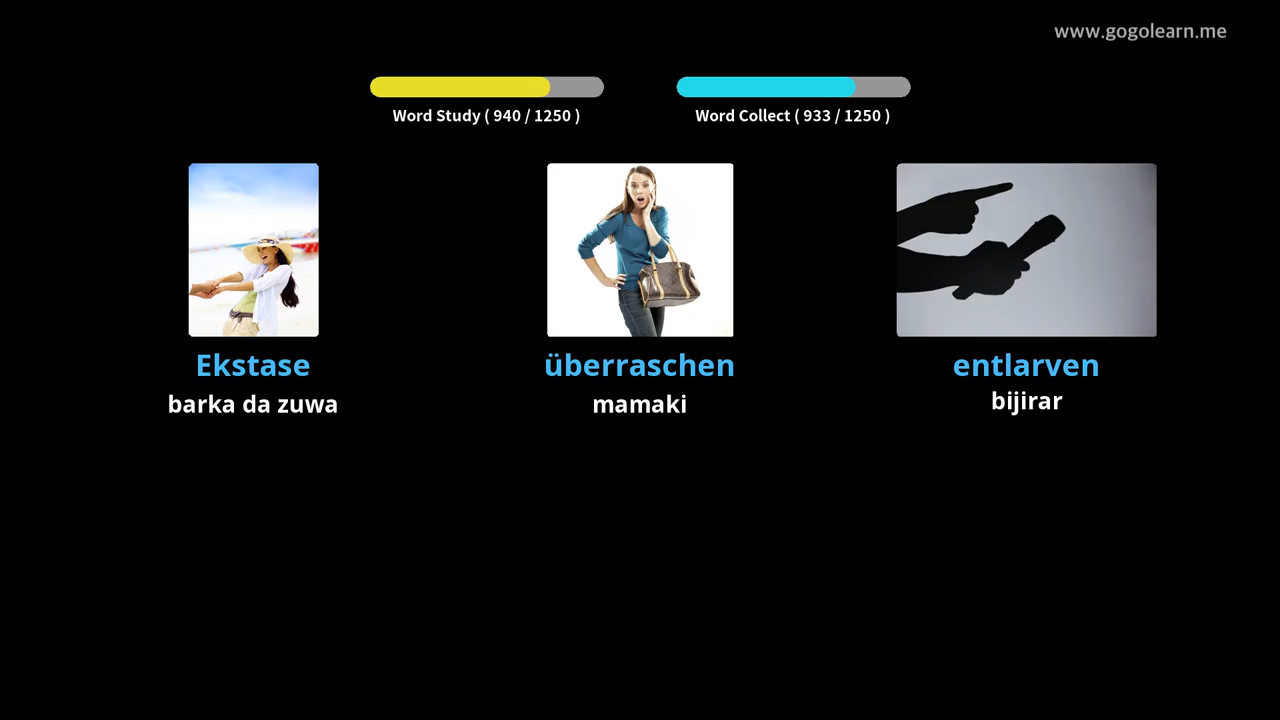 www.gogolearn.me
Word Study ( 940 / 1250 )
Word Collect ( 933 / 1250 )
Ekstase
barka da zuwa
überraschen
mamaki
entlarven
bijirar